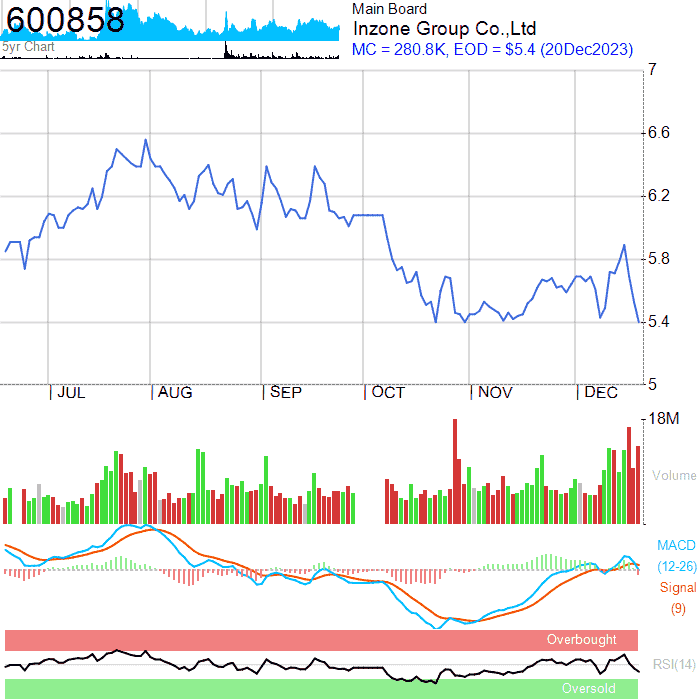 600858
5yr Chart
Main Board
Inzone Group Co.,Ltd
MC = 280.8K, EOD = $5.4 (20Dec2023)
7
6.6
6.2
5.8
5.4
5
JUL AUG SEP OCT NOV DEC
18M
Volume
MACD
(12-26)
Signal
(9)
Overbought
RSI(14)
Oversold